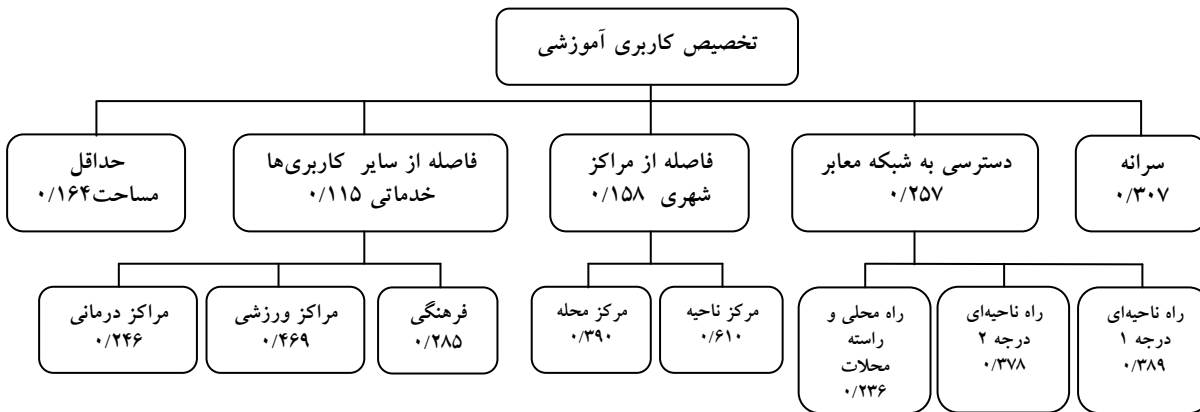 تخصیص کاربری آموزشی
سرانه
۰/۳۰۷
دسترسی به شبکه معابر
۰/۲۵۷
فاصله از مراکز
شهری ۰/۱۵۸
فاصله از سایر کاربری‌ها
خدماتی ۰/۱۱۵
حداقل
مساحت۰/۱۶۴
راه ناحیه‌ای
درجه ۱
۰/۳۸۹
راه ناحیه‌ای
درجه ۲
۰/۳۷۸
راه محلی و
راسته
محلات
۰/۲۳۶
مرکز ناحیه
۰/۶۱۰
مرکز محله
۰/۳۹۰
فرهنگی
۰/۲۸۵
مراکز ورزشی
۰/۴۶۹
مراکز درمانی
۰/۲۴۶